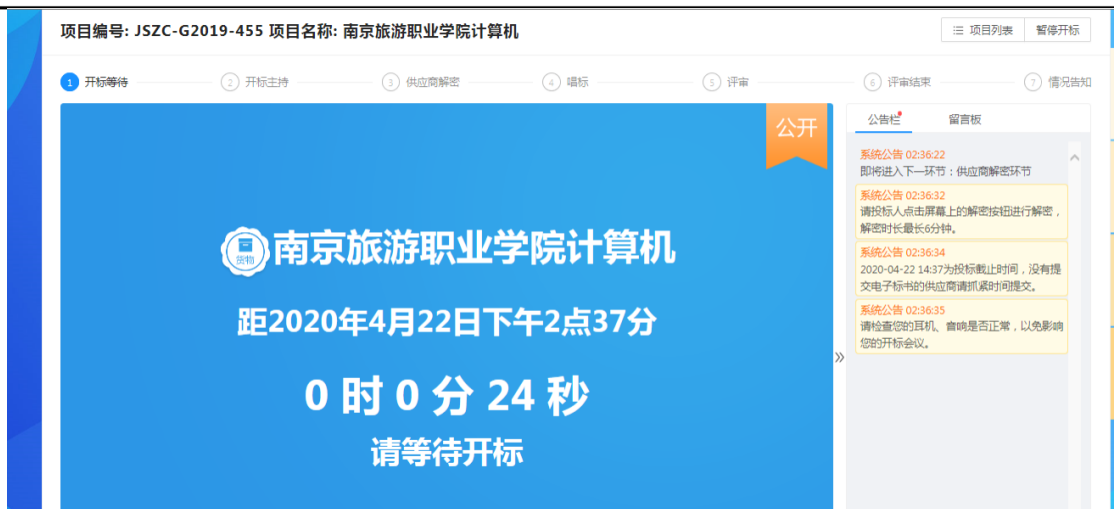 项目编号: JSZC-G2019-455 项目名称: 南京旅游职业学院计算机
项目列表 暂停开标
1 开标等待 2 开标主持 3 供应商解密 4 唱标 5 评审 6 评审结束 7 情况告知
公开
货物
南京旅游职业学院计算机
距2020年4月22日下午2点37分
0 时 0 分 24 秒
请等待开标
公告栏 留言板
系统公告 02:36:22
即将进入下一环节：供应商解密环节
系统公告 02:36:32
请投标人点击屏幕上的解密按钮进行解密，
解密时长最长6分钟。
系统公告 02:36:34
2020-04-22 14:37为投标截止时间，没有提
交电子标书的供应商请抓紧时间提交。
系统公告 02:36:35
请检查您的耳机、音响是否正常，以免影响
您的开标会议。